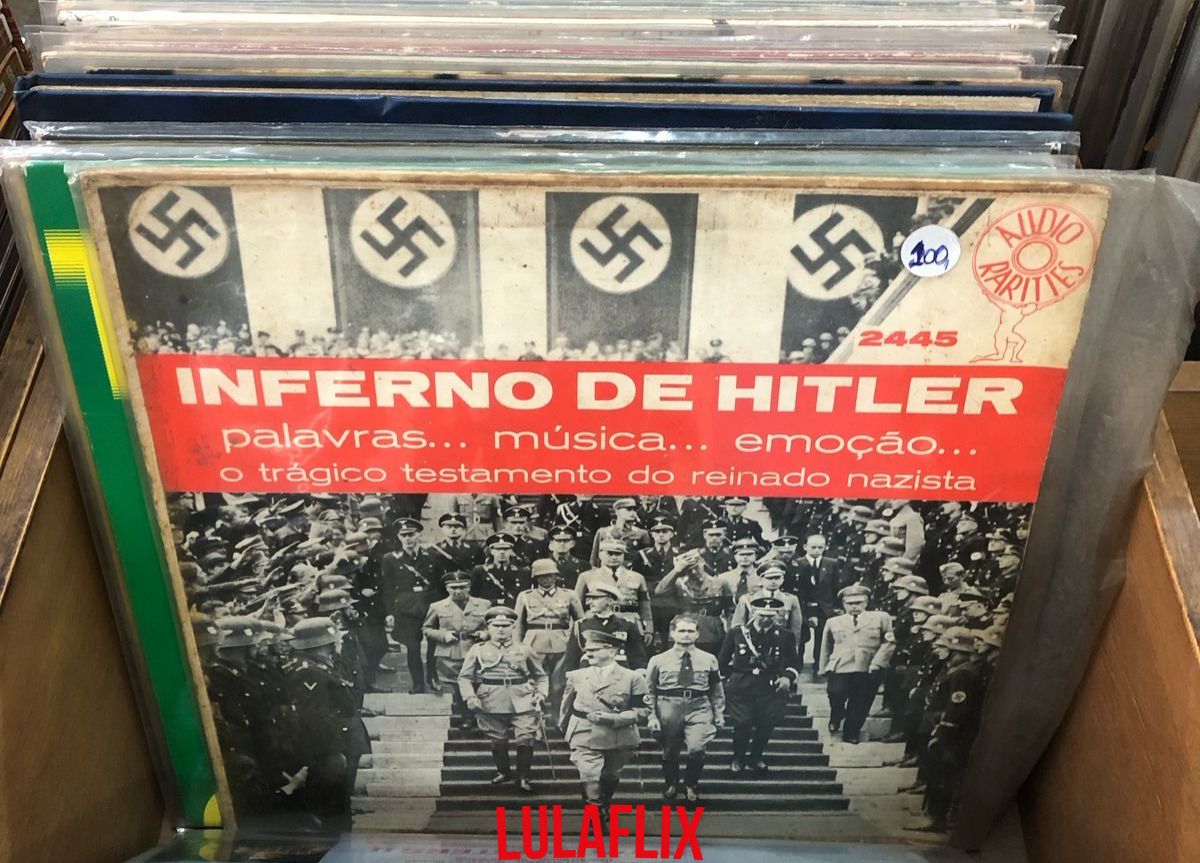 100,
AUDIO
RARITIES
2445
INFERNO DE HITLER
palavras... música... emoção...
o trágico testamento do reinado nazista
LULAFLIX